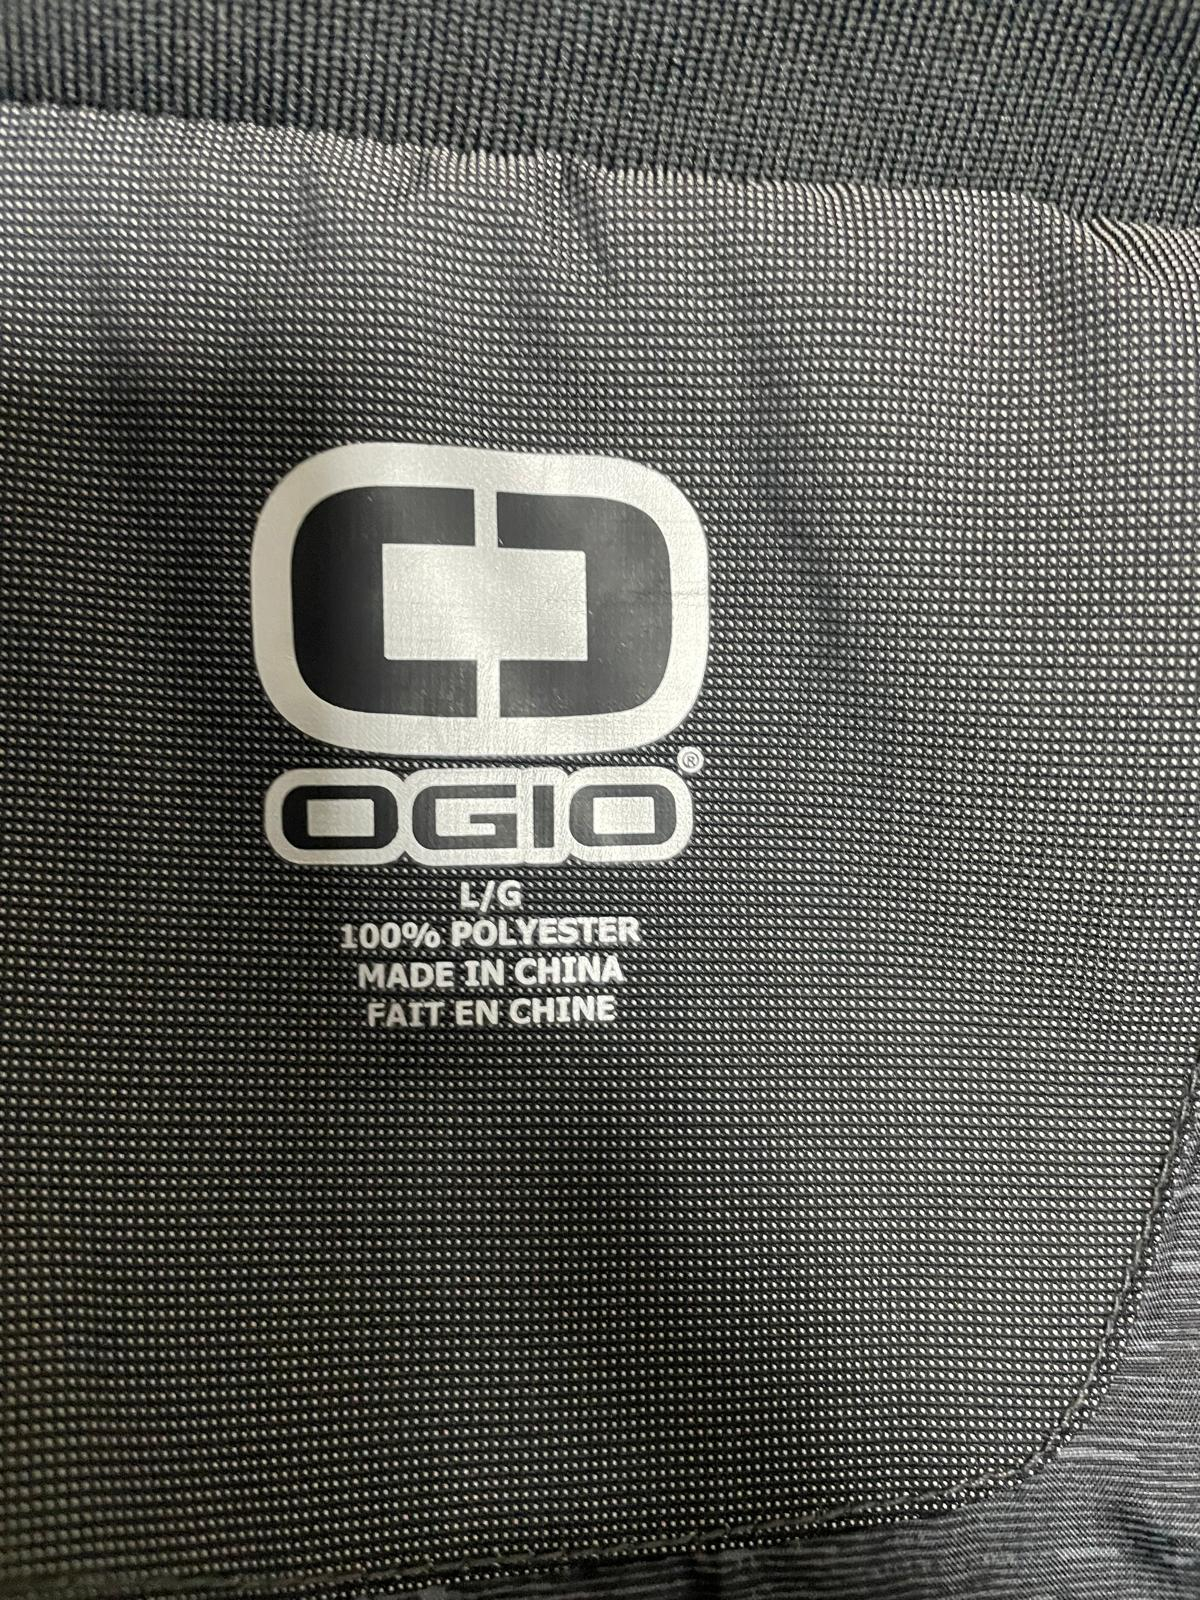 ®
OGIO
L/G
100% POLYESTER
MADE IN CHINA
FAIT EN CHINE